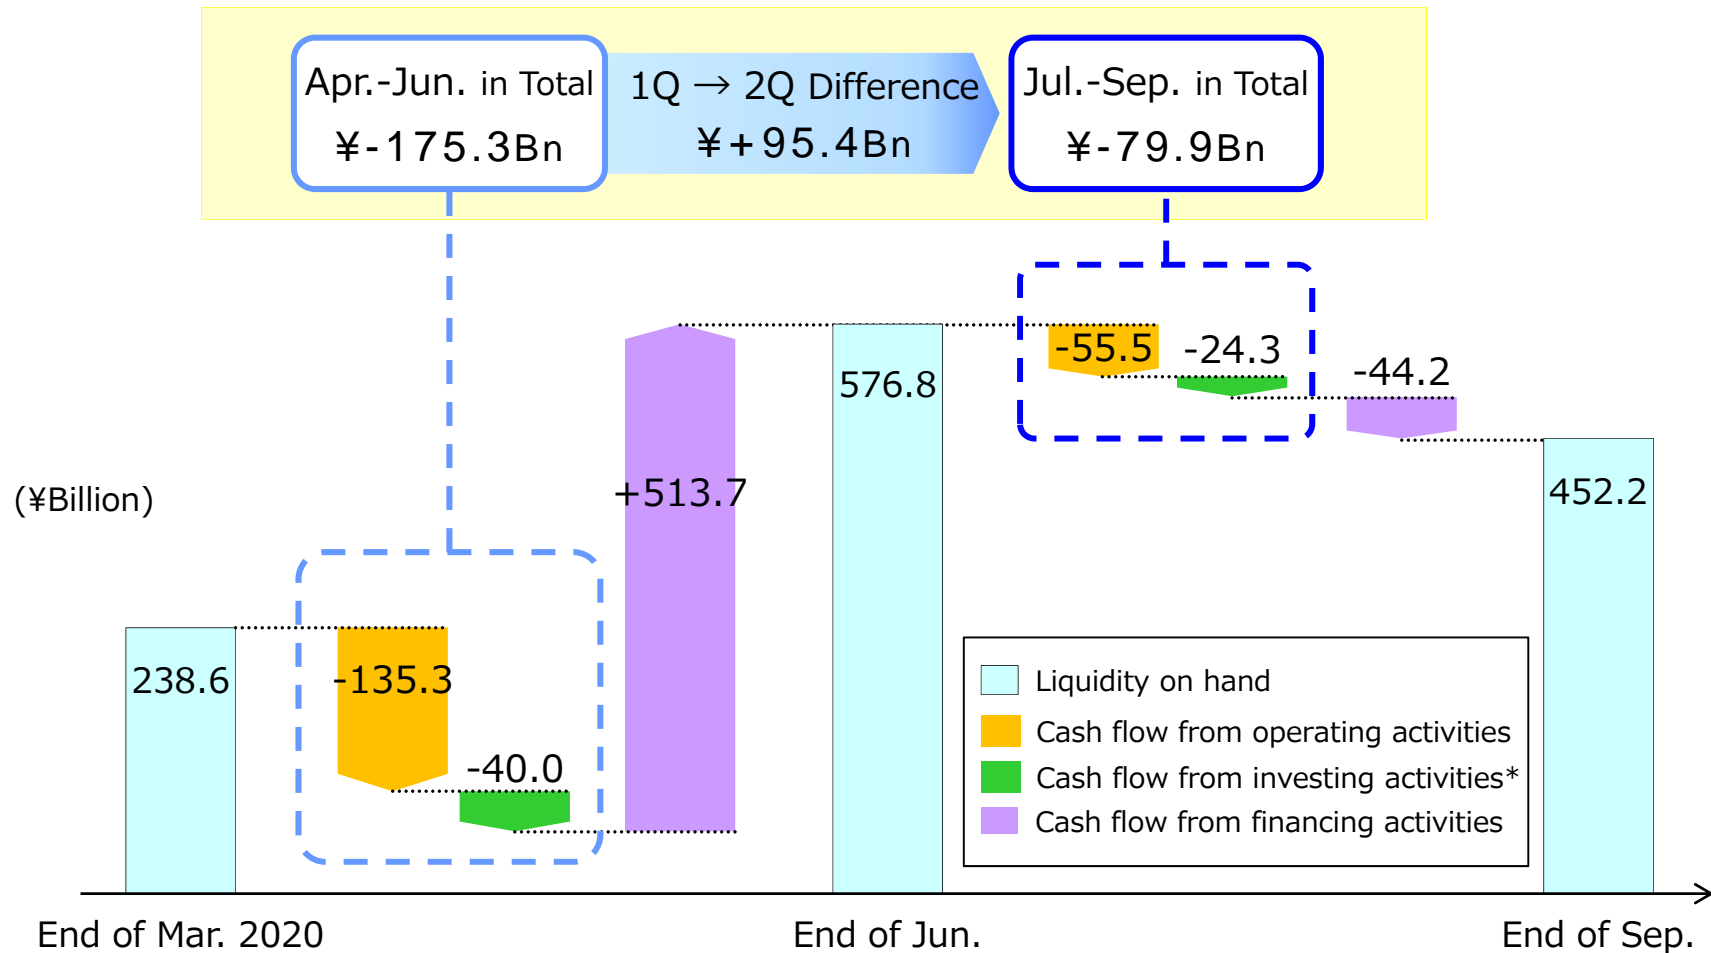 Apr.-Jun. in Total
¥-175.3Bn
1Q → 2Q Difference
¥+95.4Bn
Jul.-Sep. in Total
¥-79.9Bn
-55.5
-24.3
-44.2
576.8
+513.7
452.2
(¥Billion)
238.6
-135.3
-40.0
Liquidity on hand
Cash flow from operating activities
Cash flow from investing activities*
Cash flow from financing activities
End of Mar. 2020
End of Jun.
End of Sep.